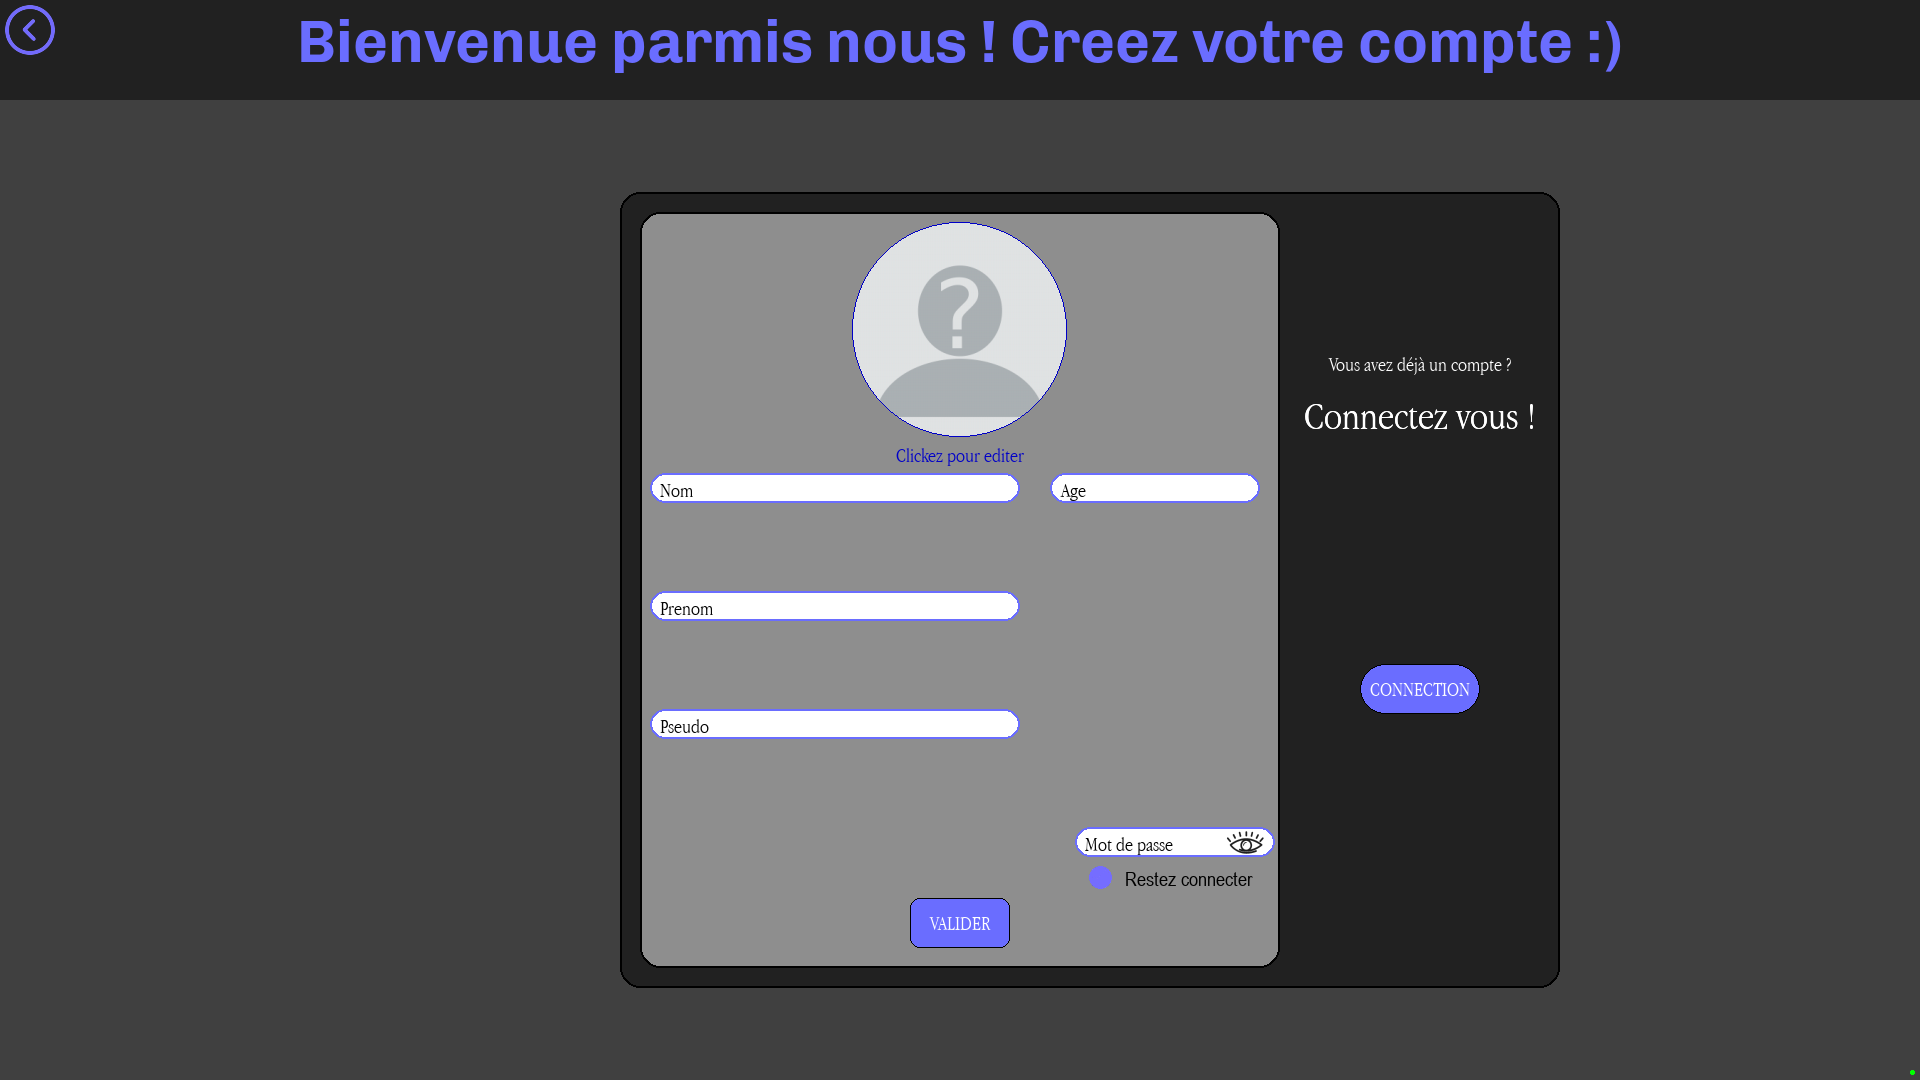 Bienvenue parmis nous ! Creez votre compte :)
Clickez pour editer
Nom
Age
Prenom
Pseudo
Mot de passe
Restez connecter
VALIDER
Vous avez déjà un compte ?
Connectez vous !
CONNECTION